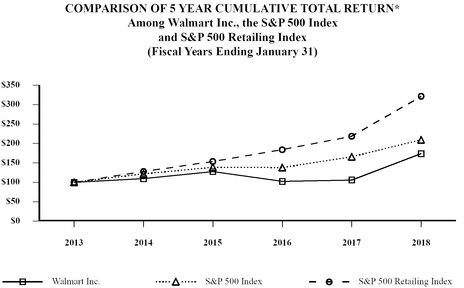 COMPARISON OF 5 YEAR CUMULATIVE TOTAL RETURN*
Among Walmart Inc., the S&P 500 Index
and S&P 500 Retailing Index
(Fiscal Years Ending January 31)
$350
$300
$250
$200
$150
$100
$50
$0
2013 2014 2015 2016 2017 2018
Walmart Inc. S&P 500 Index S&P 500 Retailing Index